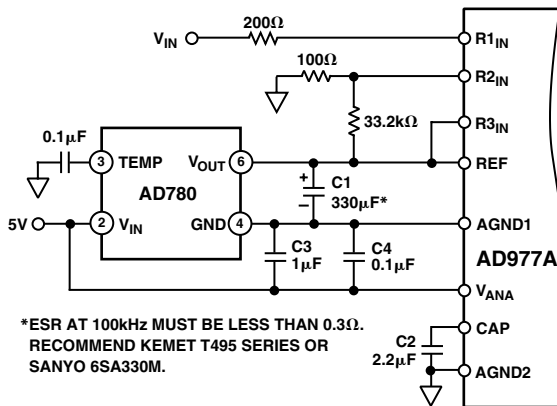 200Ω
V_IN
R1_IN
100Ω
R2_IN
33.2kΩ
R3_IN
0.1μF
3 TEMP
V_OUT 6
REF
AD780
C1
330μF*
+
–
5V
2 V_IN
GND 4
AGND1
C3
1μF
C4
0.1μF
AD977A
V_ANA
*ESR AT 100kHz MUST BE LESS THAN 0.3Ω.
RECOMMEND KEMET T495 SERIES OR
SANYO 6SA330M.
CAP
C2
2.2μF
AGND2